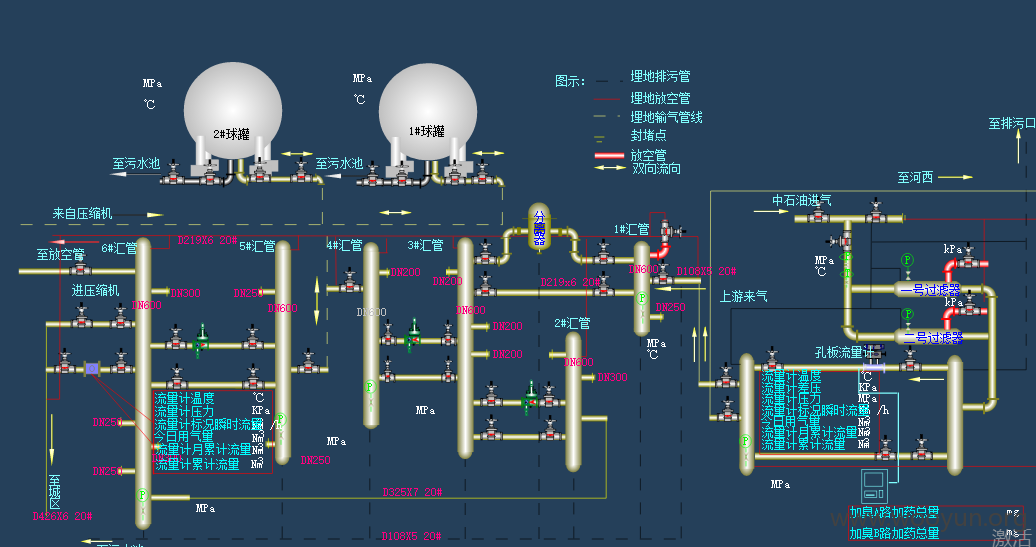 MPa
℃
MPa
℃
2#球罐
1#球罐
图示：
埋地排污管
埋地放空管
埋地输气管线
封堵点
放空管
双向流向
至排污口
至污水池
至污水池
至河西
中石油进气
来自压缩机
分离器
1#汇管
6#汇管
D219X6 20#
5#汇管
4#汇管
3#汇管
至放空管
MPa
℃
kPa
P
P
DN200
DN200
DN600
D108X5 20#
D219x6 20#
进压缩机
DN300
DN250
DN600
DN600
DN600
DN600
P
DN250
上游来气
一号过滤器
kPa
P
DN200
2#汇管
二号过滤器
MPa
℃
孔板流量计
DN200
DN600
DN300
P
流量计温度 ℃
流量计压力 KPa
流量计标况瞬时流量 /h
今日用气量 Nm3
流量计月累计流量 Nm3
流量计累计流量 Nm3
MPa
流量计温度 ℃
流量计差压 KPa
流量计压力 MPa
流量计标况瞬时流量 /h
今日用气量
流量计月累计流量 Nm3
流量计累计流量 Nm3
P
P
MPa
DN250
DN250
P
MPa
D325X7 20#
MPa
至城区
D426X6 20#
D108X5 20#
加臭A路加药总量 mg
加臭B路加药总量 mg
激活